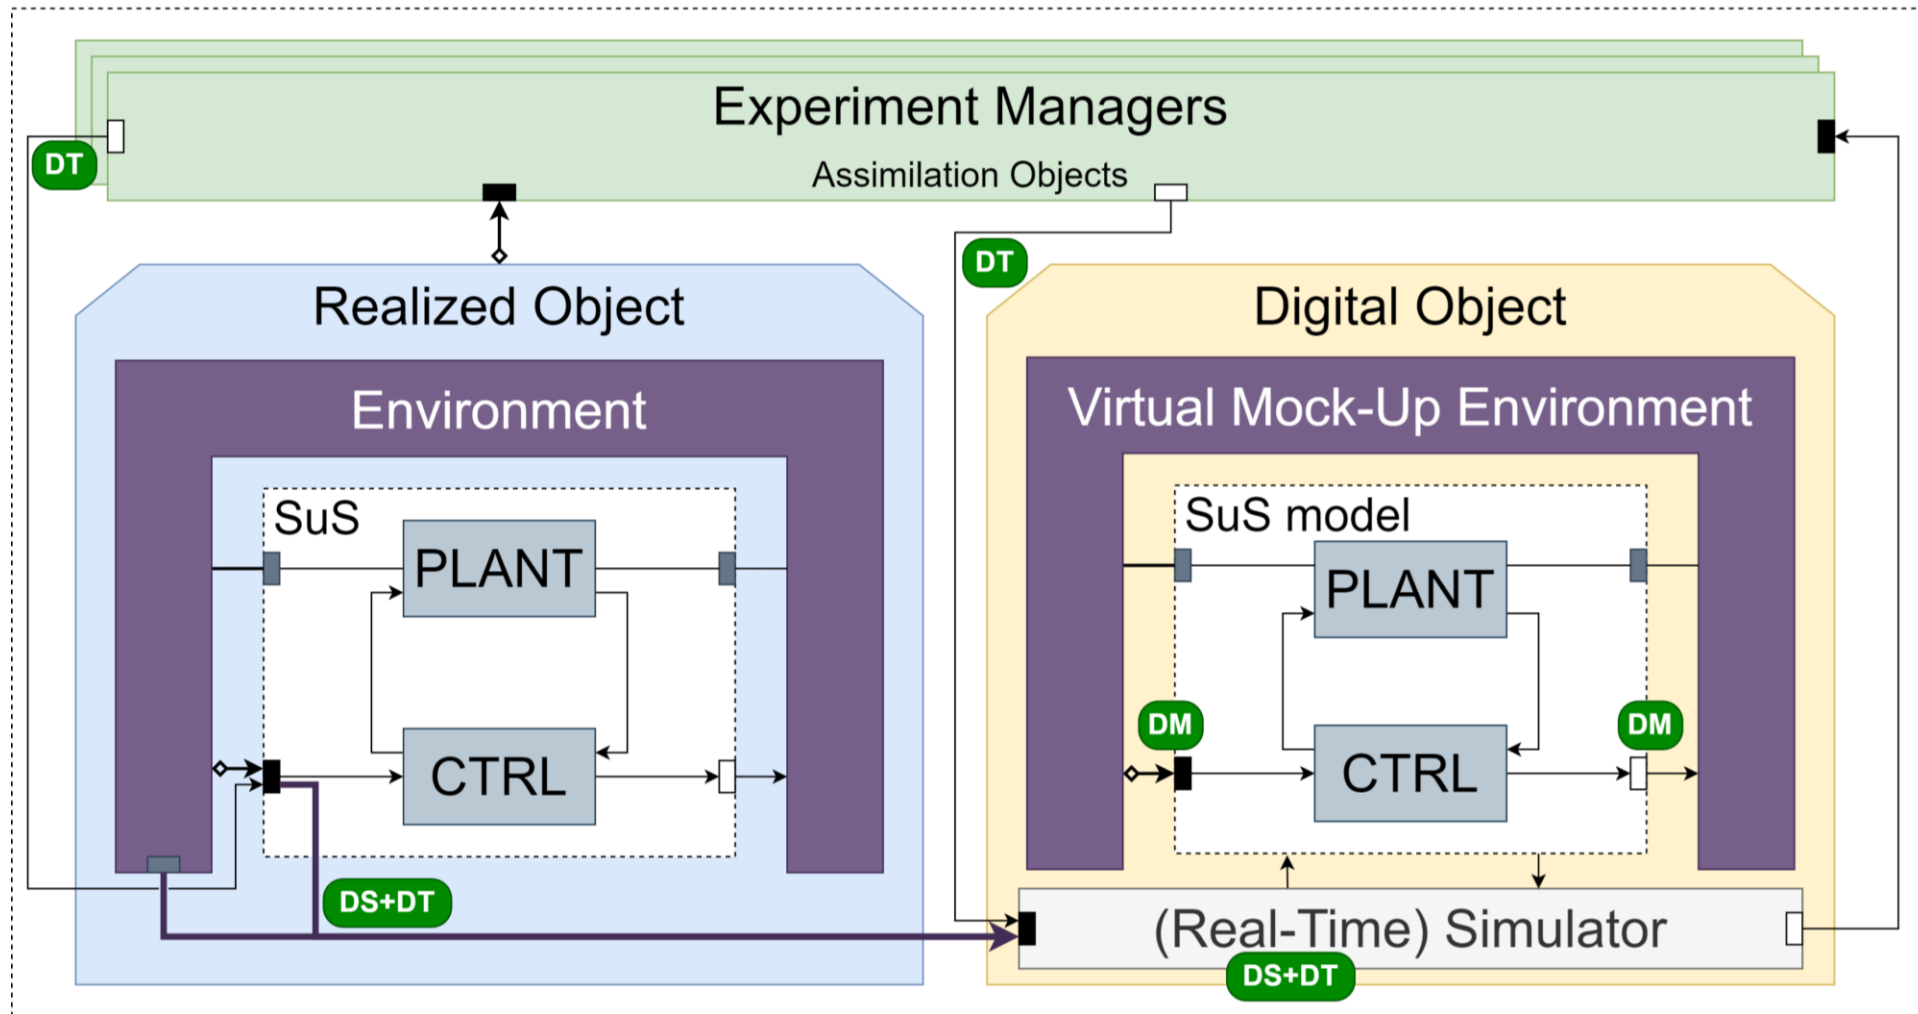 Experiment Managers
DT
Assimilation Objects
DT
Realized Object
Digital Object
Environment
Virtual Mock-Up Environment
SuS
SuS model
PLANT
PLANT
DM
DM
CTRL
CTRL
DS+DT
(Real-Time) Simulator
DS+DT